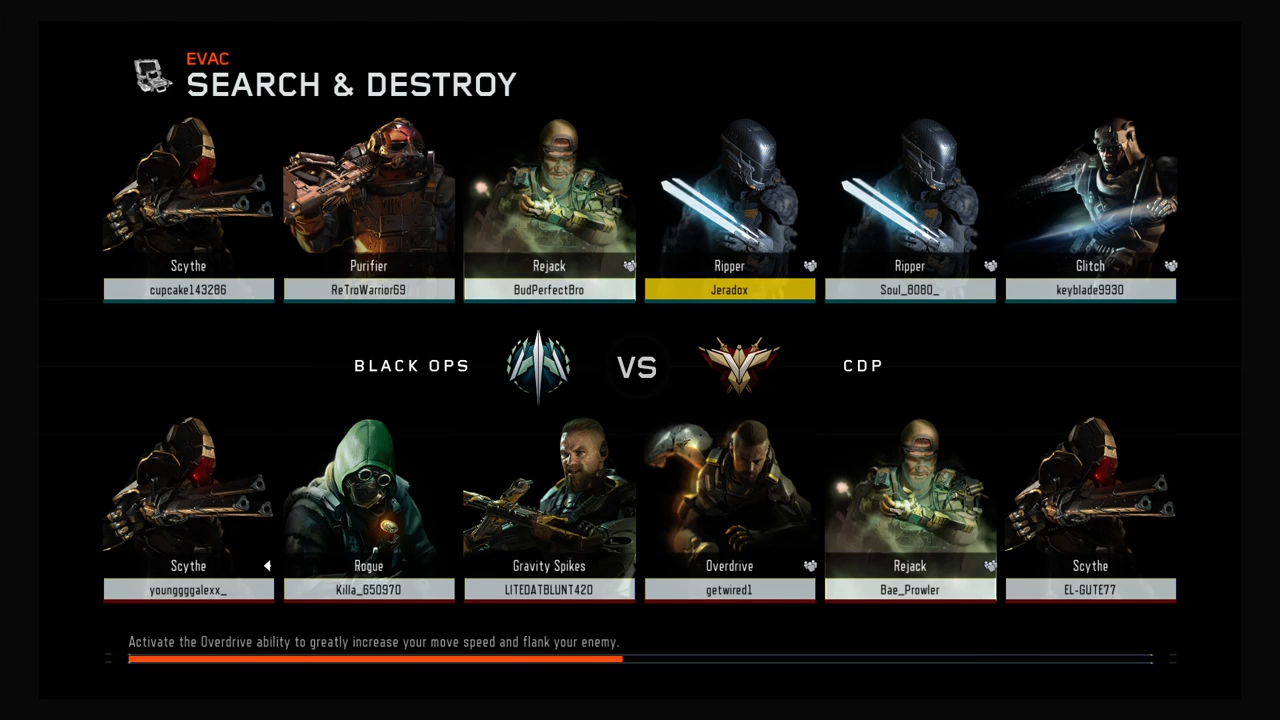 EVAC
SEARCH & DESTROY
Scythe
cupcake143286
Purifier
ReTroWarrior69
Rejack
BudPerfectBro
Ripper
Jeradox
Ripper
Soul_8080_
Glitch
keyblade9930
BLACK OPS
VS
CDP
Scythe
younggggalexx_
Rogue
Killa_650970
Gravity Spikes
LITEDATBLUNT420
Overdrive
getwired1
Rejack
Bae_Prowler
Scythe
EL-GUTE77
Activate the Overdrive ability to greatly increase your move speed and flank your enemy.